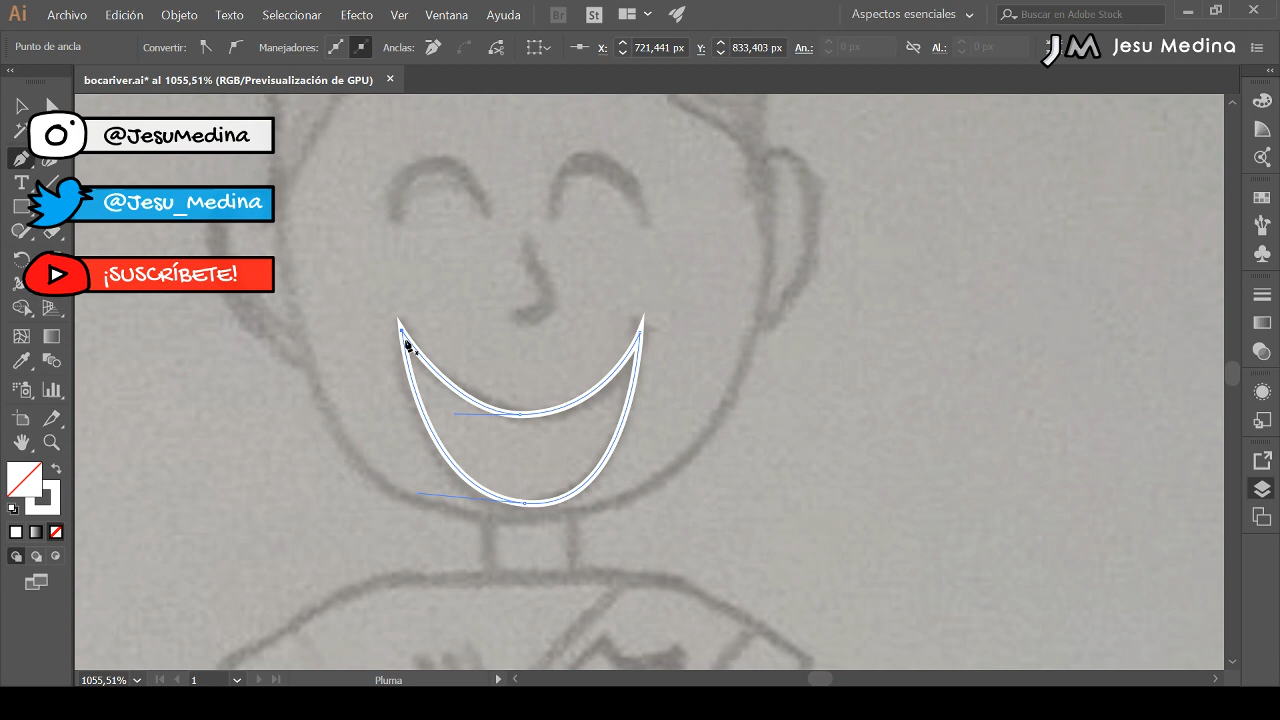 Ai Archivo Edición Objeto Texto Seleccionar Efecto Ver Ventana Ayuda Br St Aspectos esenciales Buscar en Adobe Stock
Punto de ancla Convertir: Manejadores: Anclas: X: 721,441 px Y: 833,403 px An.: 0 px Al.: 0 px
JM Jesu Medina
bocariver.ai* al 1055,51% (RGB/Previsualización de GPU)
@JesuMedina
@Jesu_Medina
¡SUSCRÍBETE!
1055,51% 1 Pluma